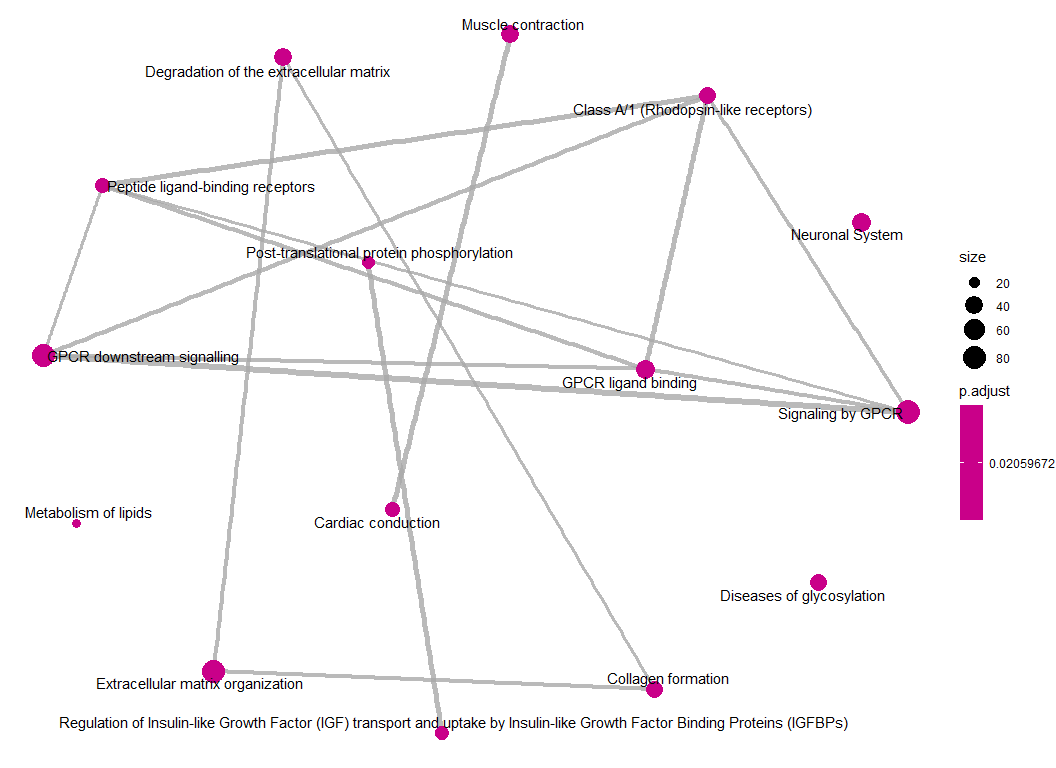 Muscle contraction
Degradation of the extracellular matrix
Class A/1 (Rhodopsin-like receptors)
Peptide ligand-binding receptors
Neuronal System
Post-translational protein phosphorylation
size
20
40
60
80
GPCR downstream signalling
GPCR ligand binding
p.adjust
Signaling by GPCR
0.02059672
Metabolism of lipids
Cardiac conduction
Diseases of glycosylation
Extracellular matrix organization
Collagen formation
Regulation of Insulin-like Growth Factor (IGF) transport and uptake by Insulin-like Growth Factor Binding Proteins (IGFBPs)